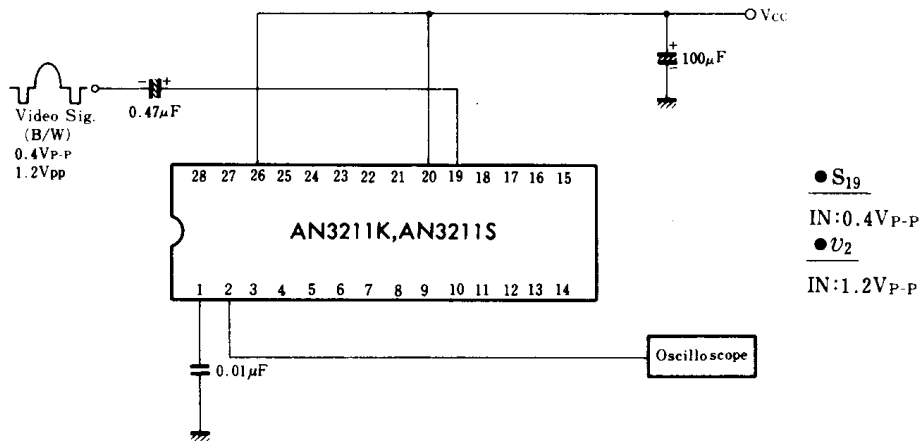 Vcc
+
100μF
−
− +
0.47μF
Video Sig.
(B/W)
0.4VP-P
1.2Vpp
28 27 26 25 24 23 22 21 20 19 18 17 16 15
AN3211K,AN3211S
1 2 3 4 5 6 7 8 9 10 11 12 13 14
● S19
IN:0.4VP-P
● v2
IN:1.2VP-P
0.01μF
Oscilloscope